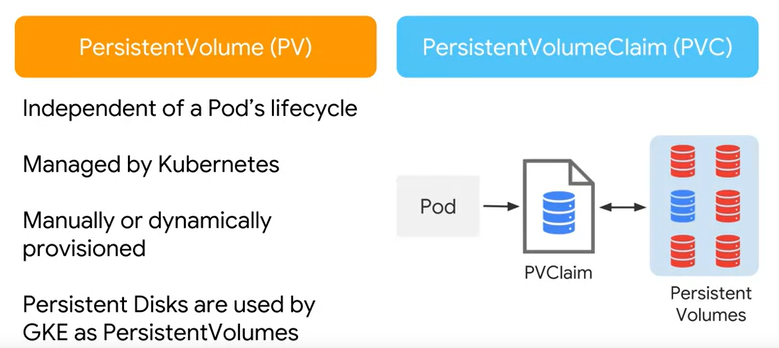 PersistentVolume (PV)
Independent of a Pod's lifecycle
Managed by Kubernetes
Manually or dynamically
provisioned
Persistent Disks are used by
GKE as PersistentVolumes
PersistentVolumeClaim (PVC)
Pod
PVClaim
Persistent
Volumes